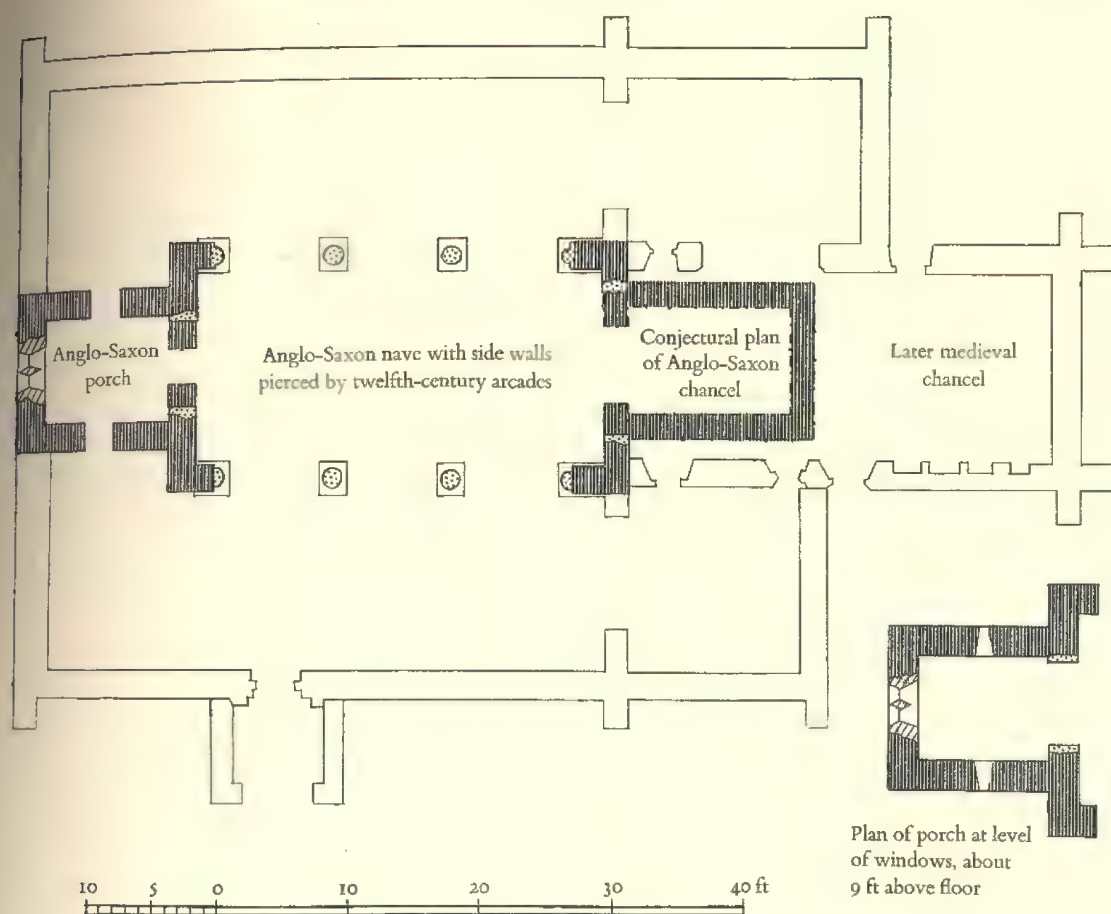 Anglo-Saxon
porch
Anglo-Saxon nave with side walls
pierced by twelfth-century arcades
Conjectural plan
of Anglo-Saxon
chancel
Later medieval
chancel
Plan of porch at level
of windows, about
9 ft above floor
10 5 0 10 20 30 40 ft